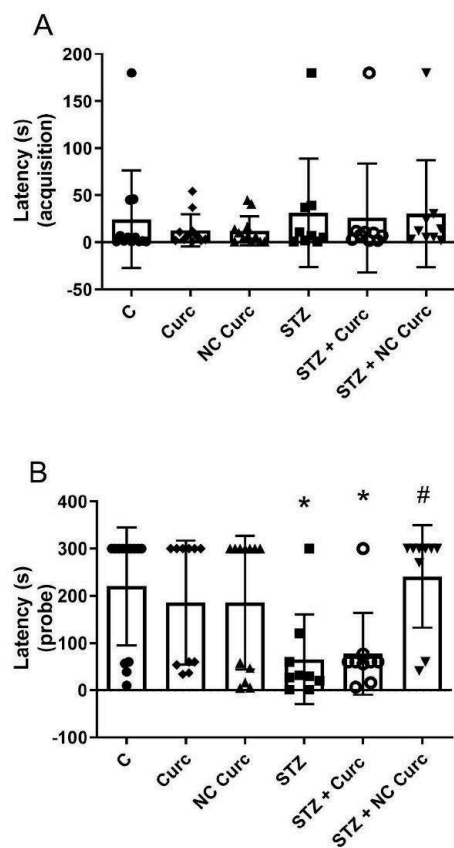 A
Latency (s)
(acquisition)
200
150
100
50
0
-50
C
Curc
NC Curc
STZ
STZ + Curc
STZ + NC Curc
B
Latency (s)
(probe)
400
300
200
100
0
-100
* * #
C
Curc
NC Curc
STZ
STZ + Curc
STZ + NC Curc